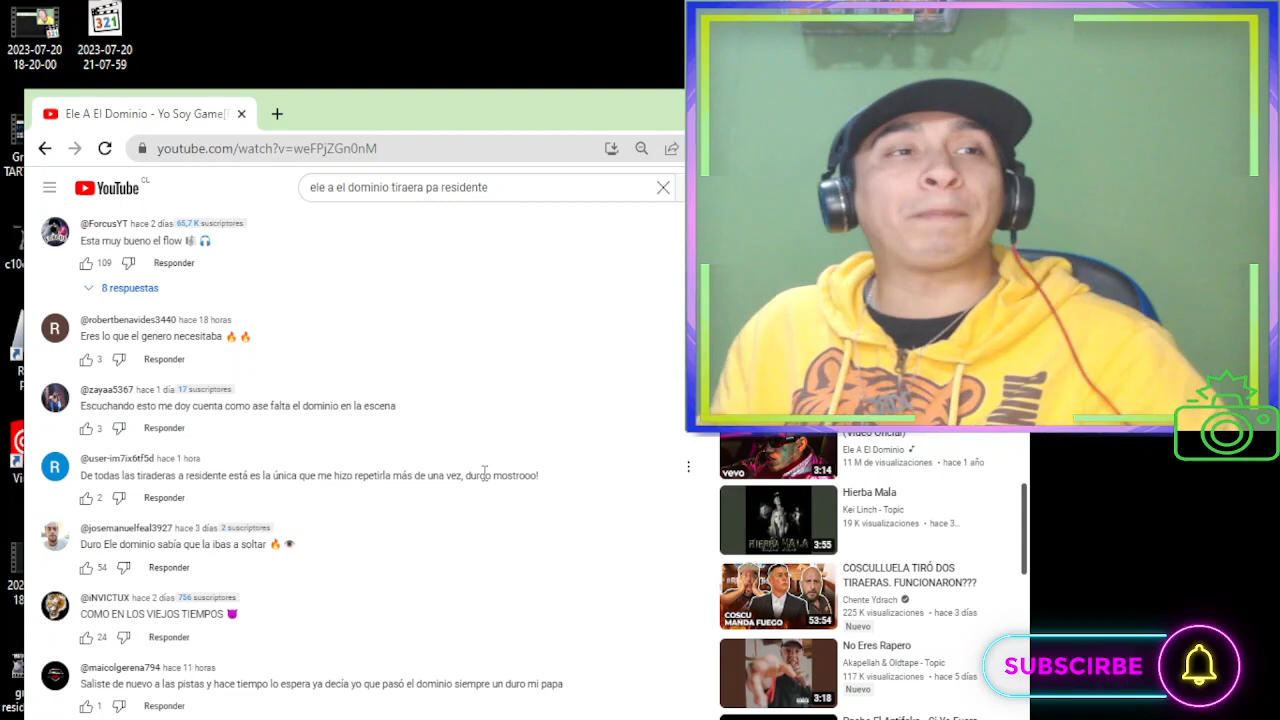 2023-07-20
18-20-00
2023-07-20
21-07-59
321
Ele A El Dominio - Yo Soy Game[
youtube.com/watch?v=weFPjZGn0nM
YouTube CL
ele a el dominio tiraera pa residente
@ForcusYT hace 2 días 65,7 K suscriptores
Esta muy bueno el flow 🎼 🎧
109 Responder
8 respuestas
R
@robertbenavides3440 hace 18 horas
Eres lo que el genero necesitaba 🔥 🔥
3 Responder
@zayaa5367 hace 1 día 17 suscriptores
Escuchando esto me doy cuenta como ase falta el dominio en la escena
3 Responder
R
@user-im7ix6tf5d hace 1 hora
De todas las tiraderas a residente está es la única que me hizo repetirla más de una vez, durgo mostrooo!
2 Responder
@josemanuelfeal3927 hace 3 días 2 suscriptores
Duro Ele dominio sabía que la ibas a soltar 🔥 👁
54 Responder
@iNVICTUX hace 2 días 756 suscriptores
COMO EN LOS VIEJOS TIEMPOS 😈
24 Responder
@maicolgerena794 hace 11 horas
Saliste de nuevo a las pistas y hace tiempo lo espera ya decía yo que pasó el dominio siempre un duro mi papa
1 Responder
(Video Oficial)
Ele A El Dominio
11 M de visualizaciones • hace 1 año
vevo
3:14
Hierba Mala
Kei Linch - Topic
19 K visualizaciones • hace 3...
HIERBA MALA
3:55
COSCULLUELA TIRÓ DOS
TIRAERAS. FUNCIONARON???
Chente Ydrach
225 K visualizaciones • hace 3 días
Nuevo
COSCU
MANDA FUEGO
53:54
No Eres Rapero
Akapellah & Oldtape - Topic
117 K visualizaciones • hace 5 días
Nuevo
3:18
SUBSCIRBE